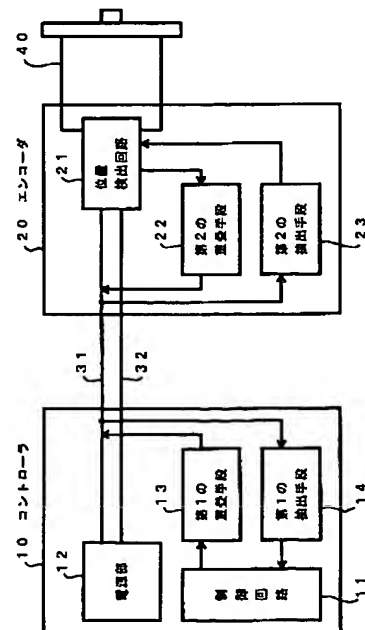 10 コントローラ
12
電源部
13
第1の
重畳手段
14
第1の
抽出手段
11
制御回路
31
32
20 エンコーダ
21
位置
検出回路
22
第2の
重畳手段
23
第2の
抽出手段
40